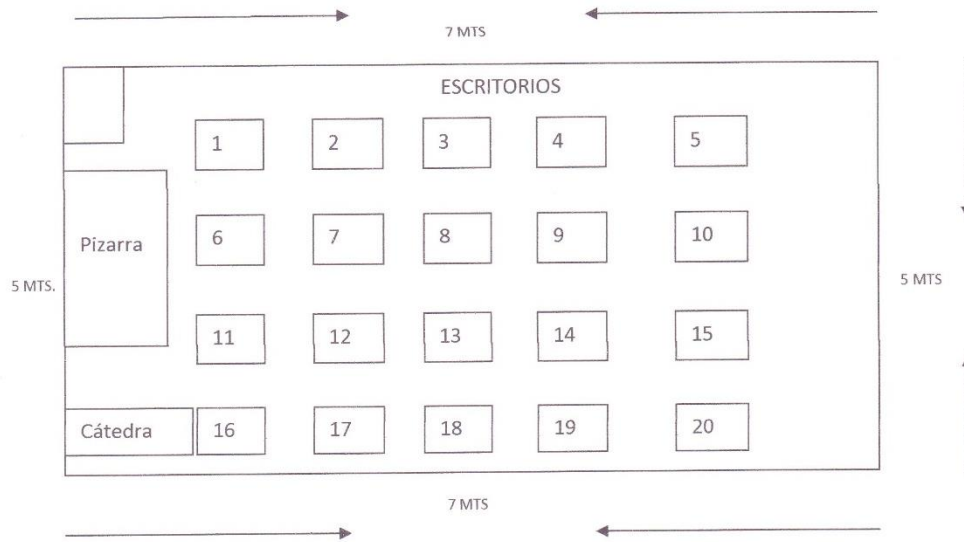 7 MTS
ESCRITORIOS
1 2 3 4 5
Pizarra 6 7 8 9 10
5 MTS. 5 MTS
11 12 13 14 15
Cátedra 16 17 18 19 20
7 MTS